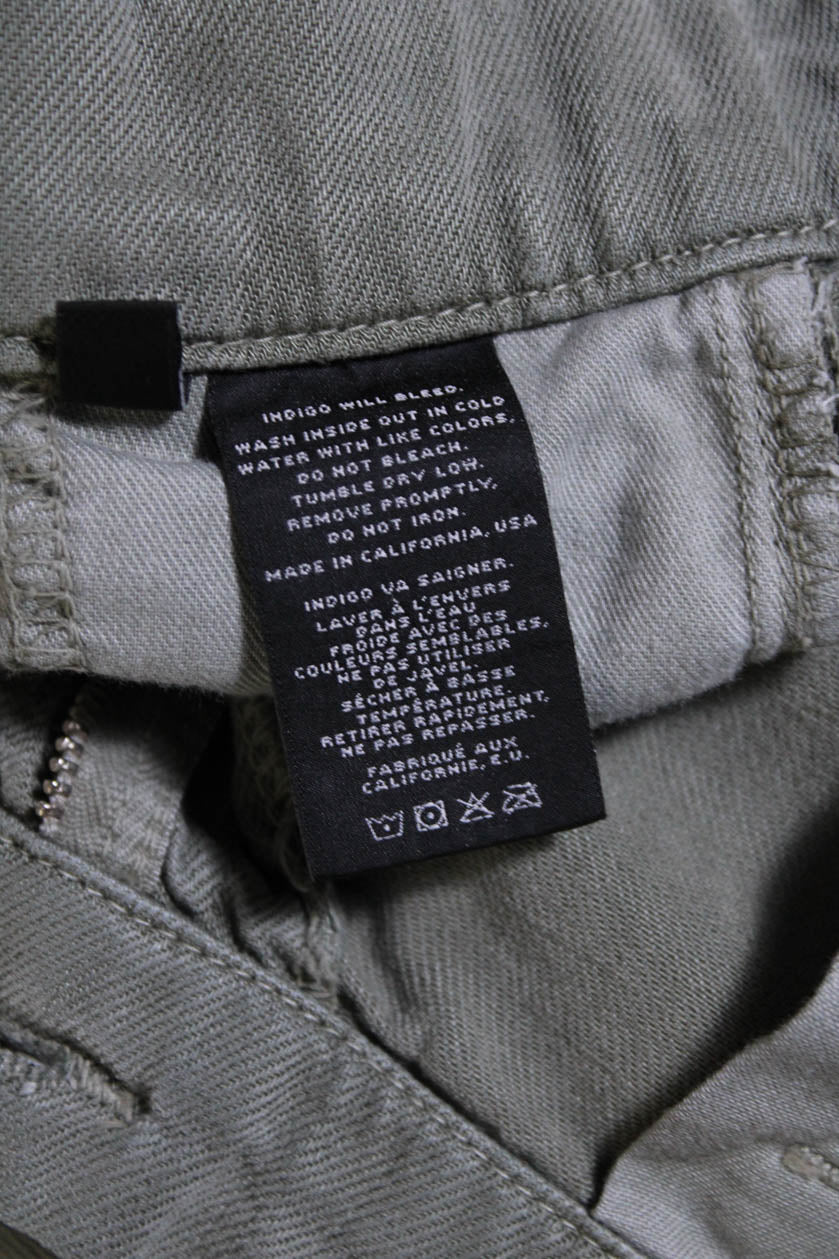 INDIGO WILL BLEED.
WASH INSIDE OUT IN COLD
WATER WITH LIKE COLORS.
DO NOT BLEACH.
TUMBLE DRY LOW.
REMOVE PROMPTLY.
DO NOT IRON.
MADE IN CALIFORNIA, USA
INDIGO VA SAIGNER.
LAVER À L'ENVERS
DANS L'EAU
FROIDE AVEC DES
COULEURS SEMBLABLES.
NE PAS UTILISER
DE JAVEL.
SÉCHER À BASSE
TEMPÉRATURE.
RETIRER RAPIDEMENT.
NE PAS REPASSER.
FABRIQUÉ AUX
CALIFORNIE, E.U.